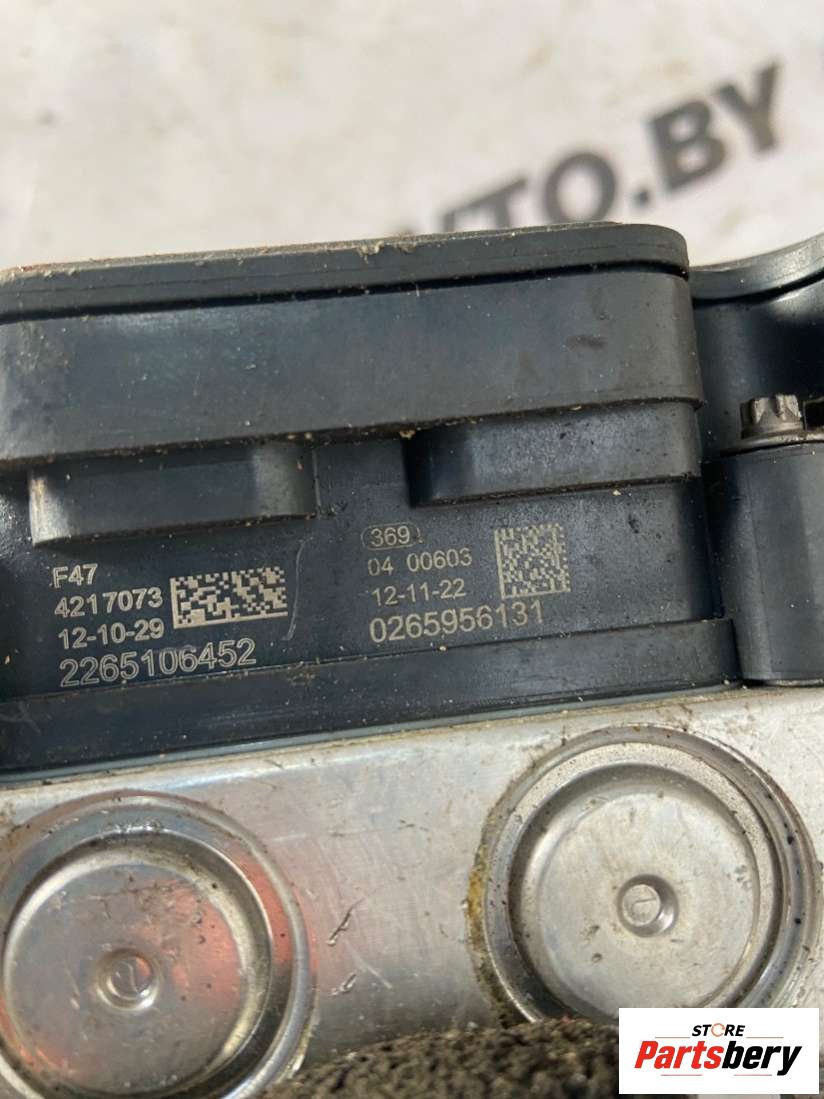 TO.BY
F47
4217073
12-10-29
2265106452
369
04 00603
12-11-22
0265956131
STORE
Partsbery